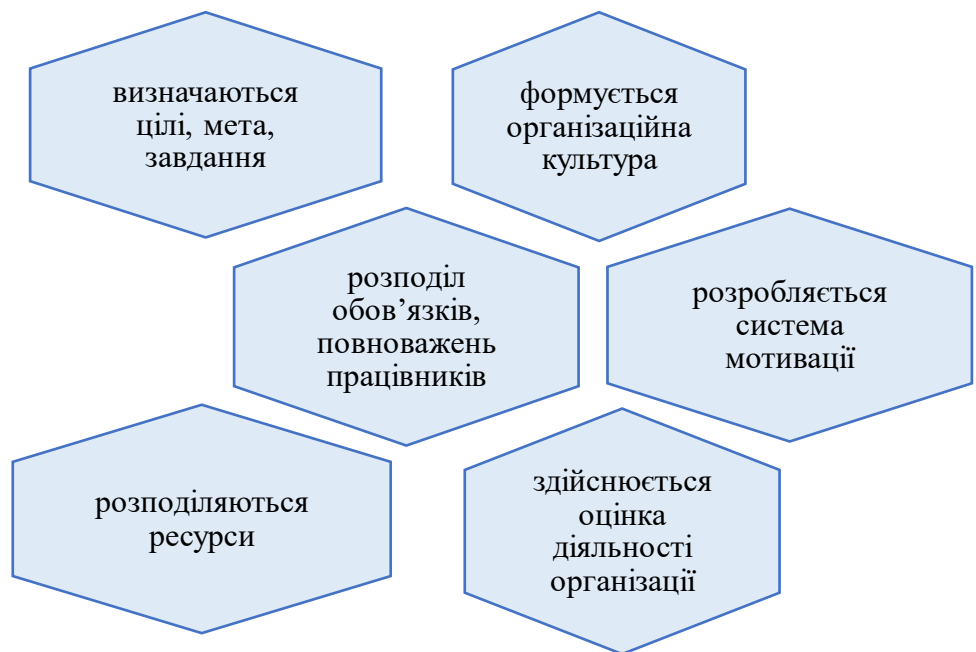 визначаються
цілі, мета,
завдання
формується
організаційна
культура
розподіл
обов’язків,
повноважень
працівників
розробляється
система
мотивації
розподіляються
ресурси
здійснюється
оцінка
діяльності
організації